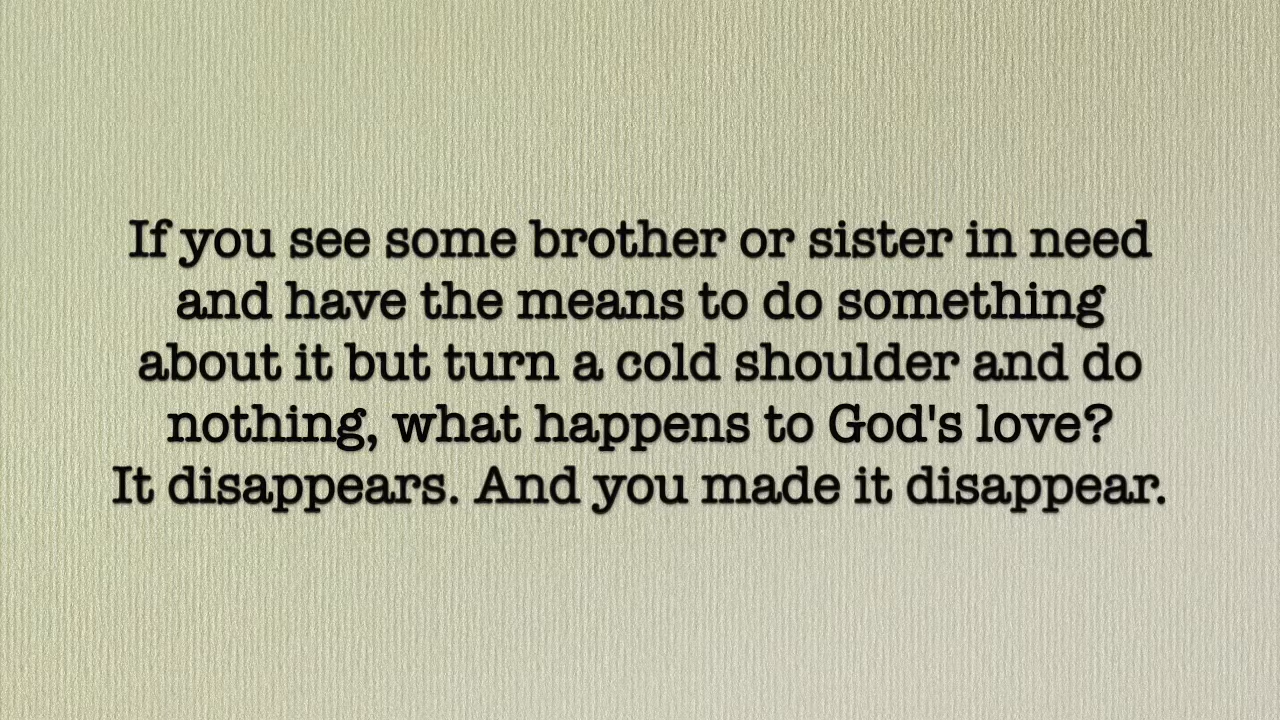 If you see some brother or sister in need
and have the means to do something
about it but turn a cold shoulder and do
nothing, what happens to God's love?
It disappears. And you made it disappear.